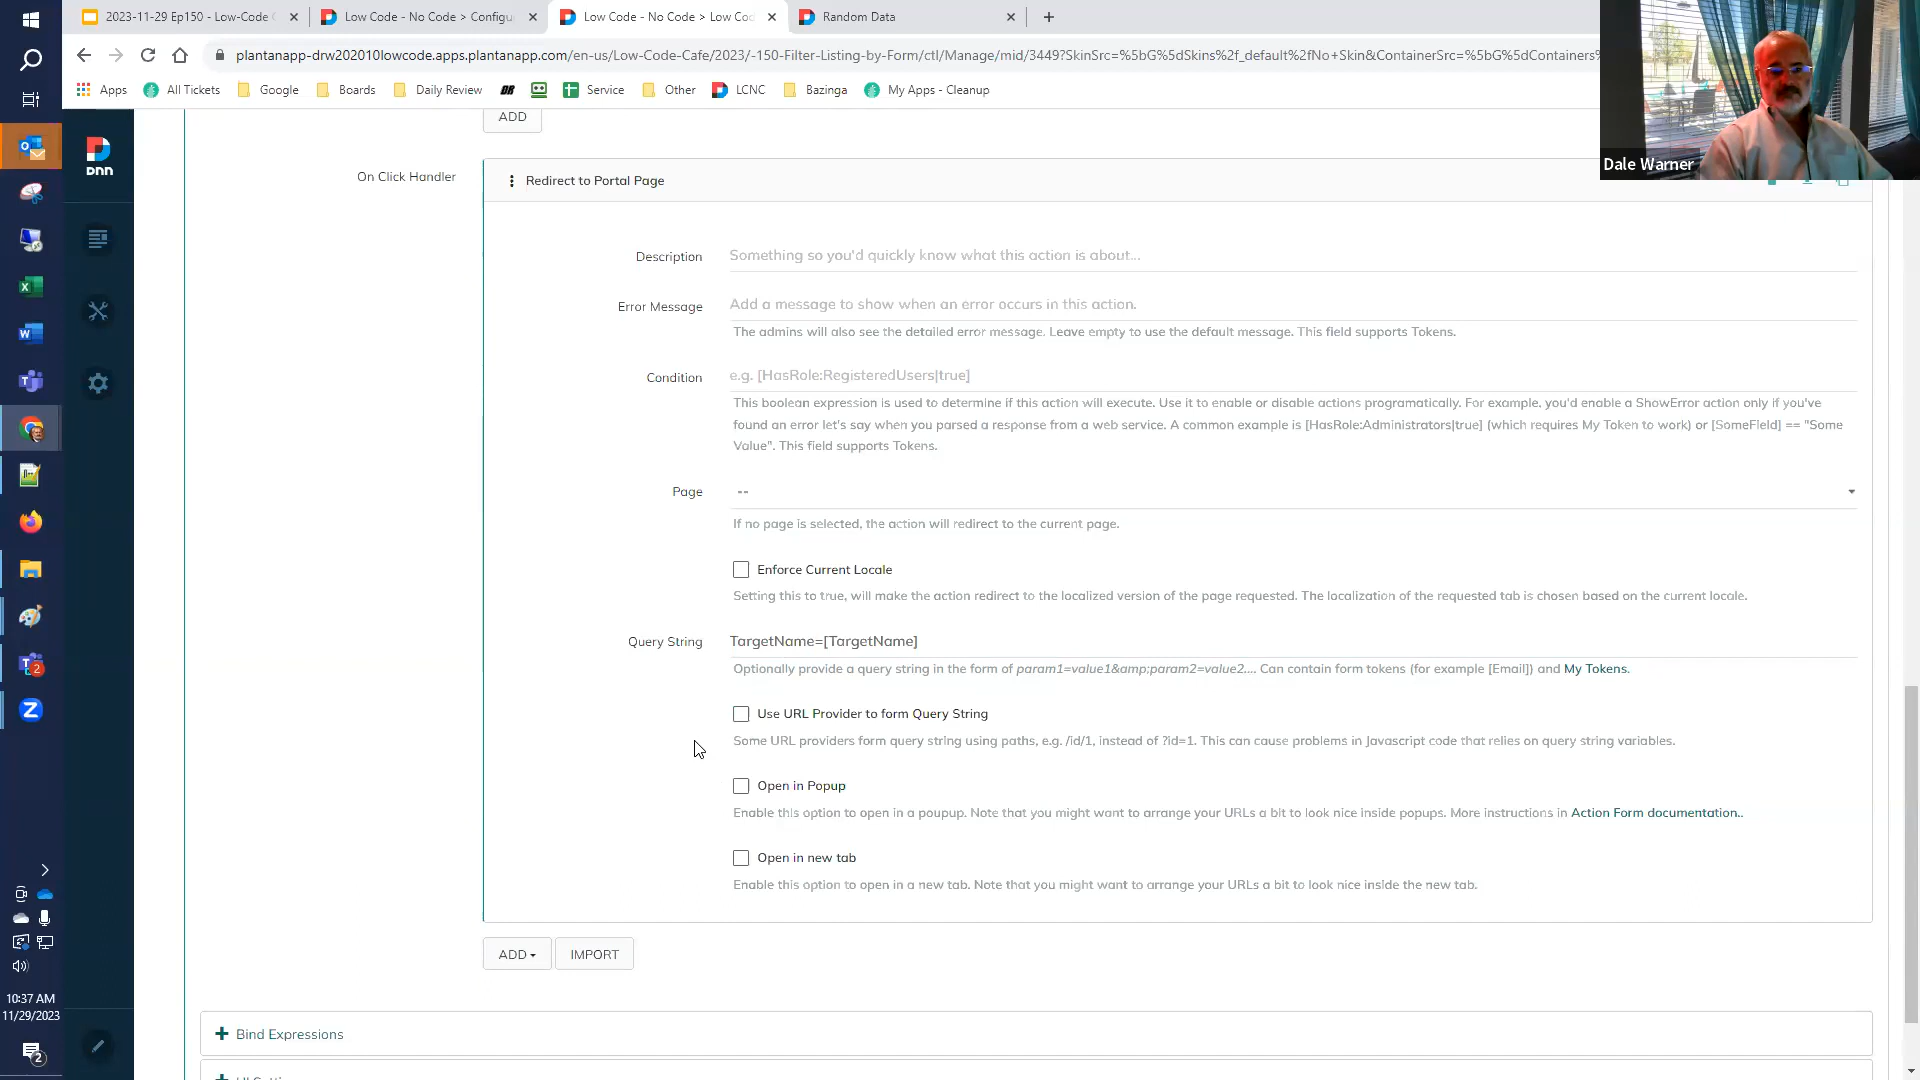 2023-11-29 Ep150 - Low-Code
Low Code - No Code > Configu
Low Code - No Code > Low Co
Random Data
plantanapp-drw202010lowcode.apps.plantanapp.com/en-us/Low-Code-Cafe/2023/-150-Filter-Listing-by-Form/ctl/Manage/mid/3449?SkinSrc=%5bG%5dSkins%2f_default%2fNo+Skin&ContainerSrc=%5bG%5dContainers%
Apps
All Tickets
Google
Boards
Daily Review
Service
Other
LCNC
Bazinga
My Apps - Cleanup
Dale Warner
DNN
ADD
On Click Handler
Redirect to Portal Page
Description
Something so you'd quickly know what this action is about...
Error Message
Add a message to show when an error occurs in this action.
The admins will also see the detailed error message. Leave empty to use the default message. This field supports Tokens.
Condition
e.g. [HasRole:RegisteredUsers|true]
This boolean expression is used to determine if this action will execute. Use it to enable or disable actions programatically. For example, you'd enable a ShowError action only if you've
found an error let's say when you parsed a response from a web service. A common example is [HasRole:Administrators|true] (which requires My Token to work) or [SomeField] == "Some
Value". This field supports Tokens.
Page
--
If no page is selected, the action will redirect to the current page.
Enforce Current Locale
Setting this to true, will make the action redirect to the localized version of the page requested. The localization of the requested tab is chosen based on the current locale.
Query String
TargetName=[TargetName]
Optionally provide a query string in the form of param1=value1&amp;param2=value2.... Can contain form tokens (for example [Email]) and My Tokens.
Use URL Provider to form Query String
Some URL providers form query string using paths, e.g. /id/1, instead of ?id=1. This can cause problems in Javascript code that relies on query string variables.
Open in Popup
Enable this option to open in a poupup. Note that you might want to arrange your URLs a bit to look nice inside popups. More instructions in Action Form documentation..
Open in new tab
Enable this option to open in a new tab. Note that you might want to arrange your URLs a bit to look nice inside the new tab.
ADD
IMPORT
Bind Expressions
10:37 AM
11/29/2023
2
2